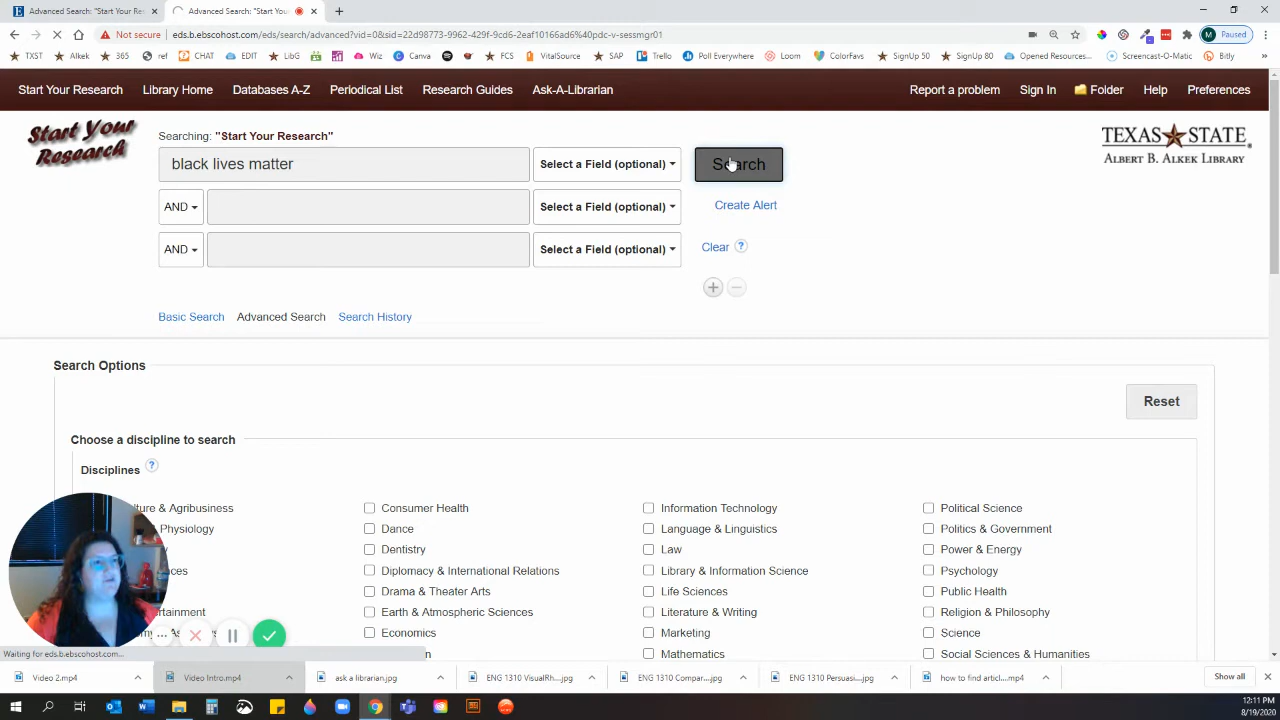 Search: "Start Your Res
Search: "Start Your
Not secure eds.b.ebscohost.com/eds/search/advanced?vid=0&sid=22d98773-9962-429f-9cd6-2eaf10166ad6%40pdc-v-sessmgr01 Paused
TXST Alkek 365 ref CHAT EDIT LibG Wiz Canva FOL VirtualSource SAP Trello Poll Everywhere Loom ColorFavs SignUp 50 SignUp 80 Opened Resources... Screencast-O-Matic Bitly
Start Your Research Library Home Databases A-Z Periodical List Research Guides Ask-A-Librarian Report a problem Sign In Folder Help Preferences
Start Your
Research
Searching: "Start Your Research"
TEXAS STATE
ALBERT B. ALKEK LIBRARY
black lives matter Select a Field (optional) Search
AND Select a Field (optional) Create Alert
AND Select a Field (optional) Clear ?
Basic Search Advanced Search Search History
Search Options
Reset
Choose a discipline to search
Disciplines ?
ture & Agribusiness Consumer Health Information Technology Political Science
Physiology Dance Language & Linguistics Politics & Government
Dentistry Law Power & Energy
nces Diplomacy & International Relations Library & Information Science Psychology
Drama & Theater Arts Life Sciences Public Health
ertainment Earth & Atmospheric Sciences Literature & Writing Religion & Philosophy
Economics Marketing Science
Mathematics Social Sciences & Humanities
Waiting for eds.b.ebscohost.com...
Video 2.mp4 Video Intro.mp4 ask a librarian.jpg ENG 1310 VisualRh....jpg ENG 1310 Compar....jpg ENG 1310 Persuasi....jpg how to find articl....mp4 Show all
12:11 PM
8/19/2020